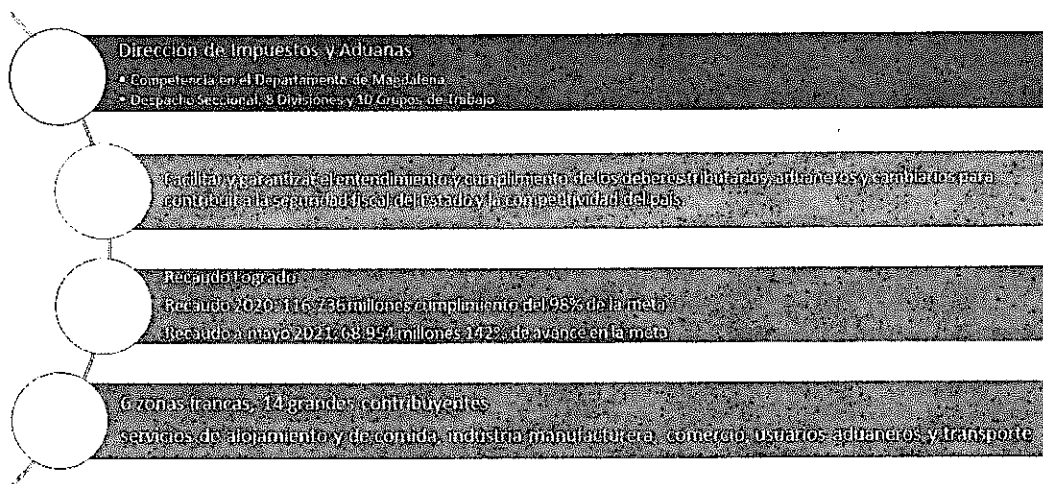 Dirección de Impuestos y Aduanas
• Competencia en el Departamento de Magdalena
• Despacho Seccional, 8 Divisiones y 10 Grupos de Trabajo
Facilitar y garantizar el entendimiento y cumplimiento de los deberes tributarios, aduaneros y cambiarios para
contribuir a la seguridad fiscal del Estado y la competitividad del país
Recaudo Logrado
Recaudo 2020: 116.736 millones cumplimiento del 98% de la meta
Recaudo a mayo 2021: 68.954 millones 142% de avance en la meta
6 zonas francas, 14 grandes contribuyentes
servicios de alojamiento y de comida, industria manufacturera, comercio, usuarios aduaneros y transporte